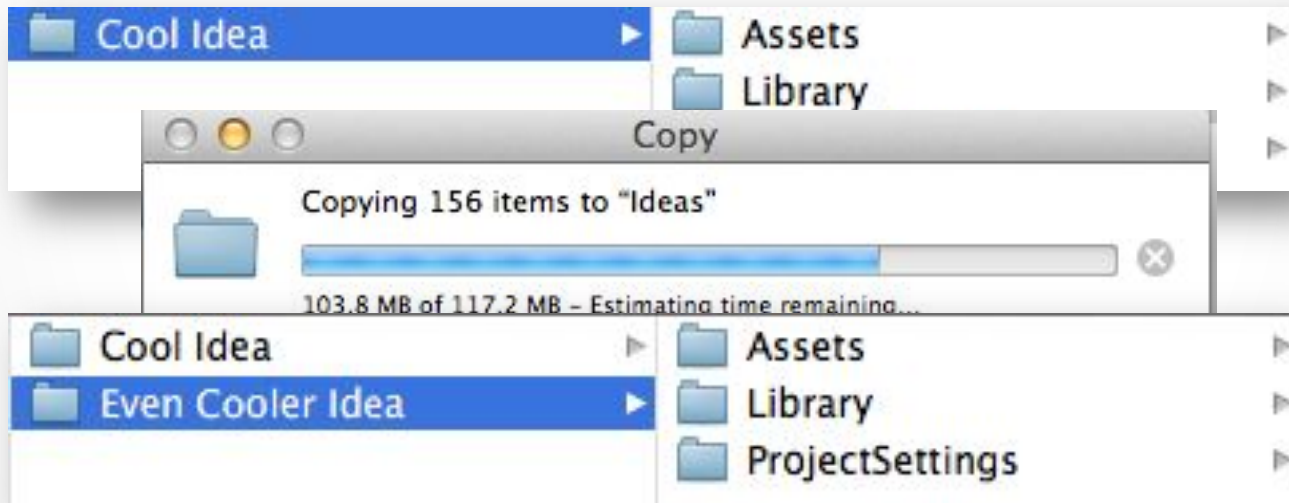 Cool Idea
Assets
Library
Copy
Copying 156 items to “Ideas”
103.8 MB of 117.2 MB – Estimating time remaining...
Cool Idea
Assets
Even Cooler Idea
Library
ProjectSettings